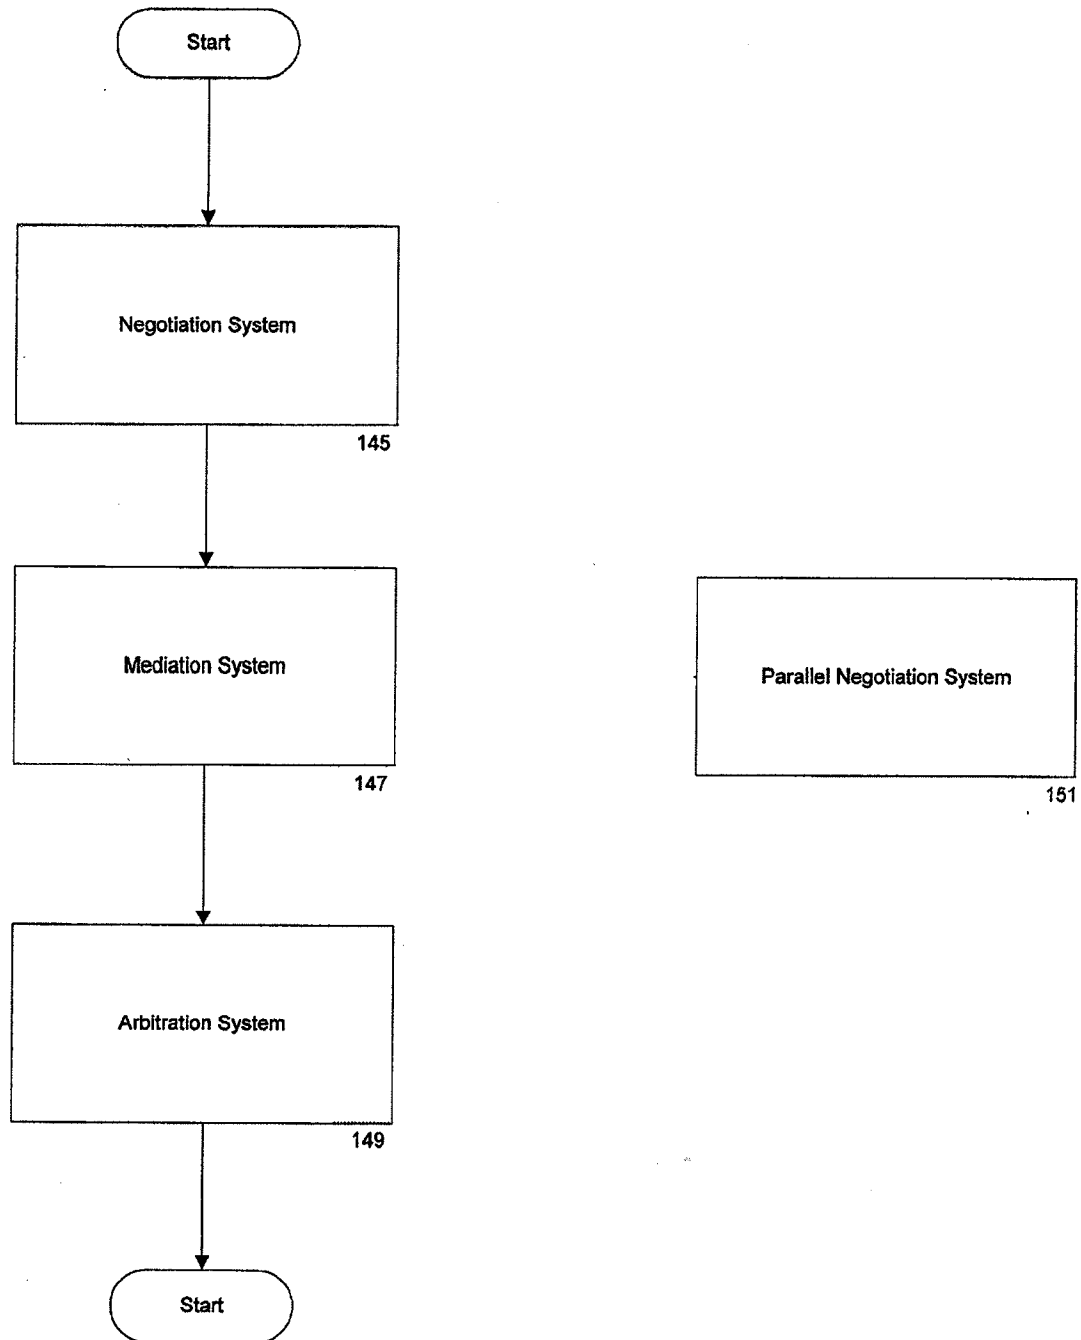 Start
Negotiation System
145
Mediation System
147
Parallel Negotiation System
151
Arbitration System
149
Start